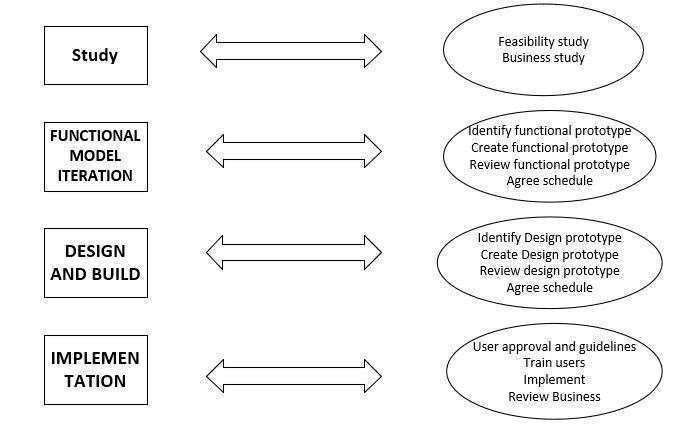 Study
Feasibility study
Business study
FUNCTIONAL
MODEL
ITERATION
Identify functional prototype
Create functional prototype
Review functional prototype
Agree schedule
DESIGN
AND BUILD
Identify Design prototype
Create Design prototype
Review design prototype
Agree schedule
IMPLEMEN
TATION
User approval and guidelines
Train users
Implement
Review Business